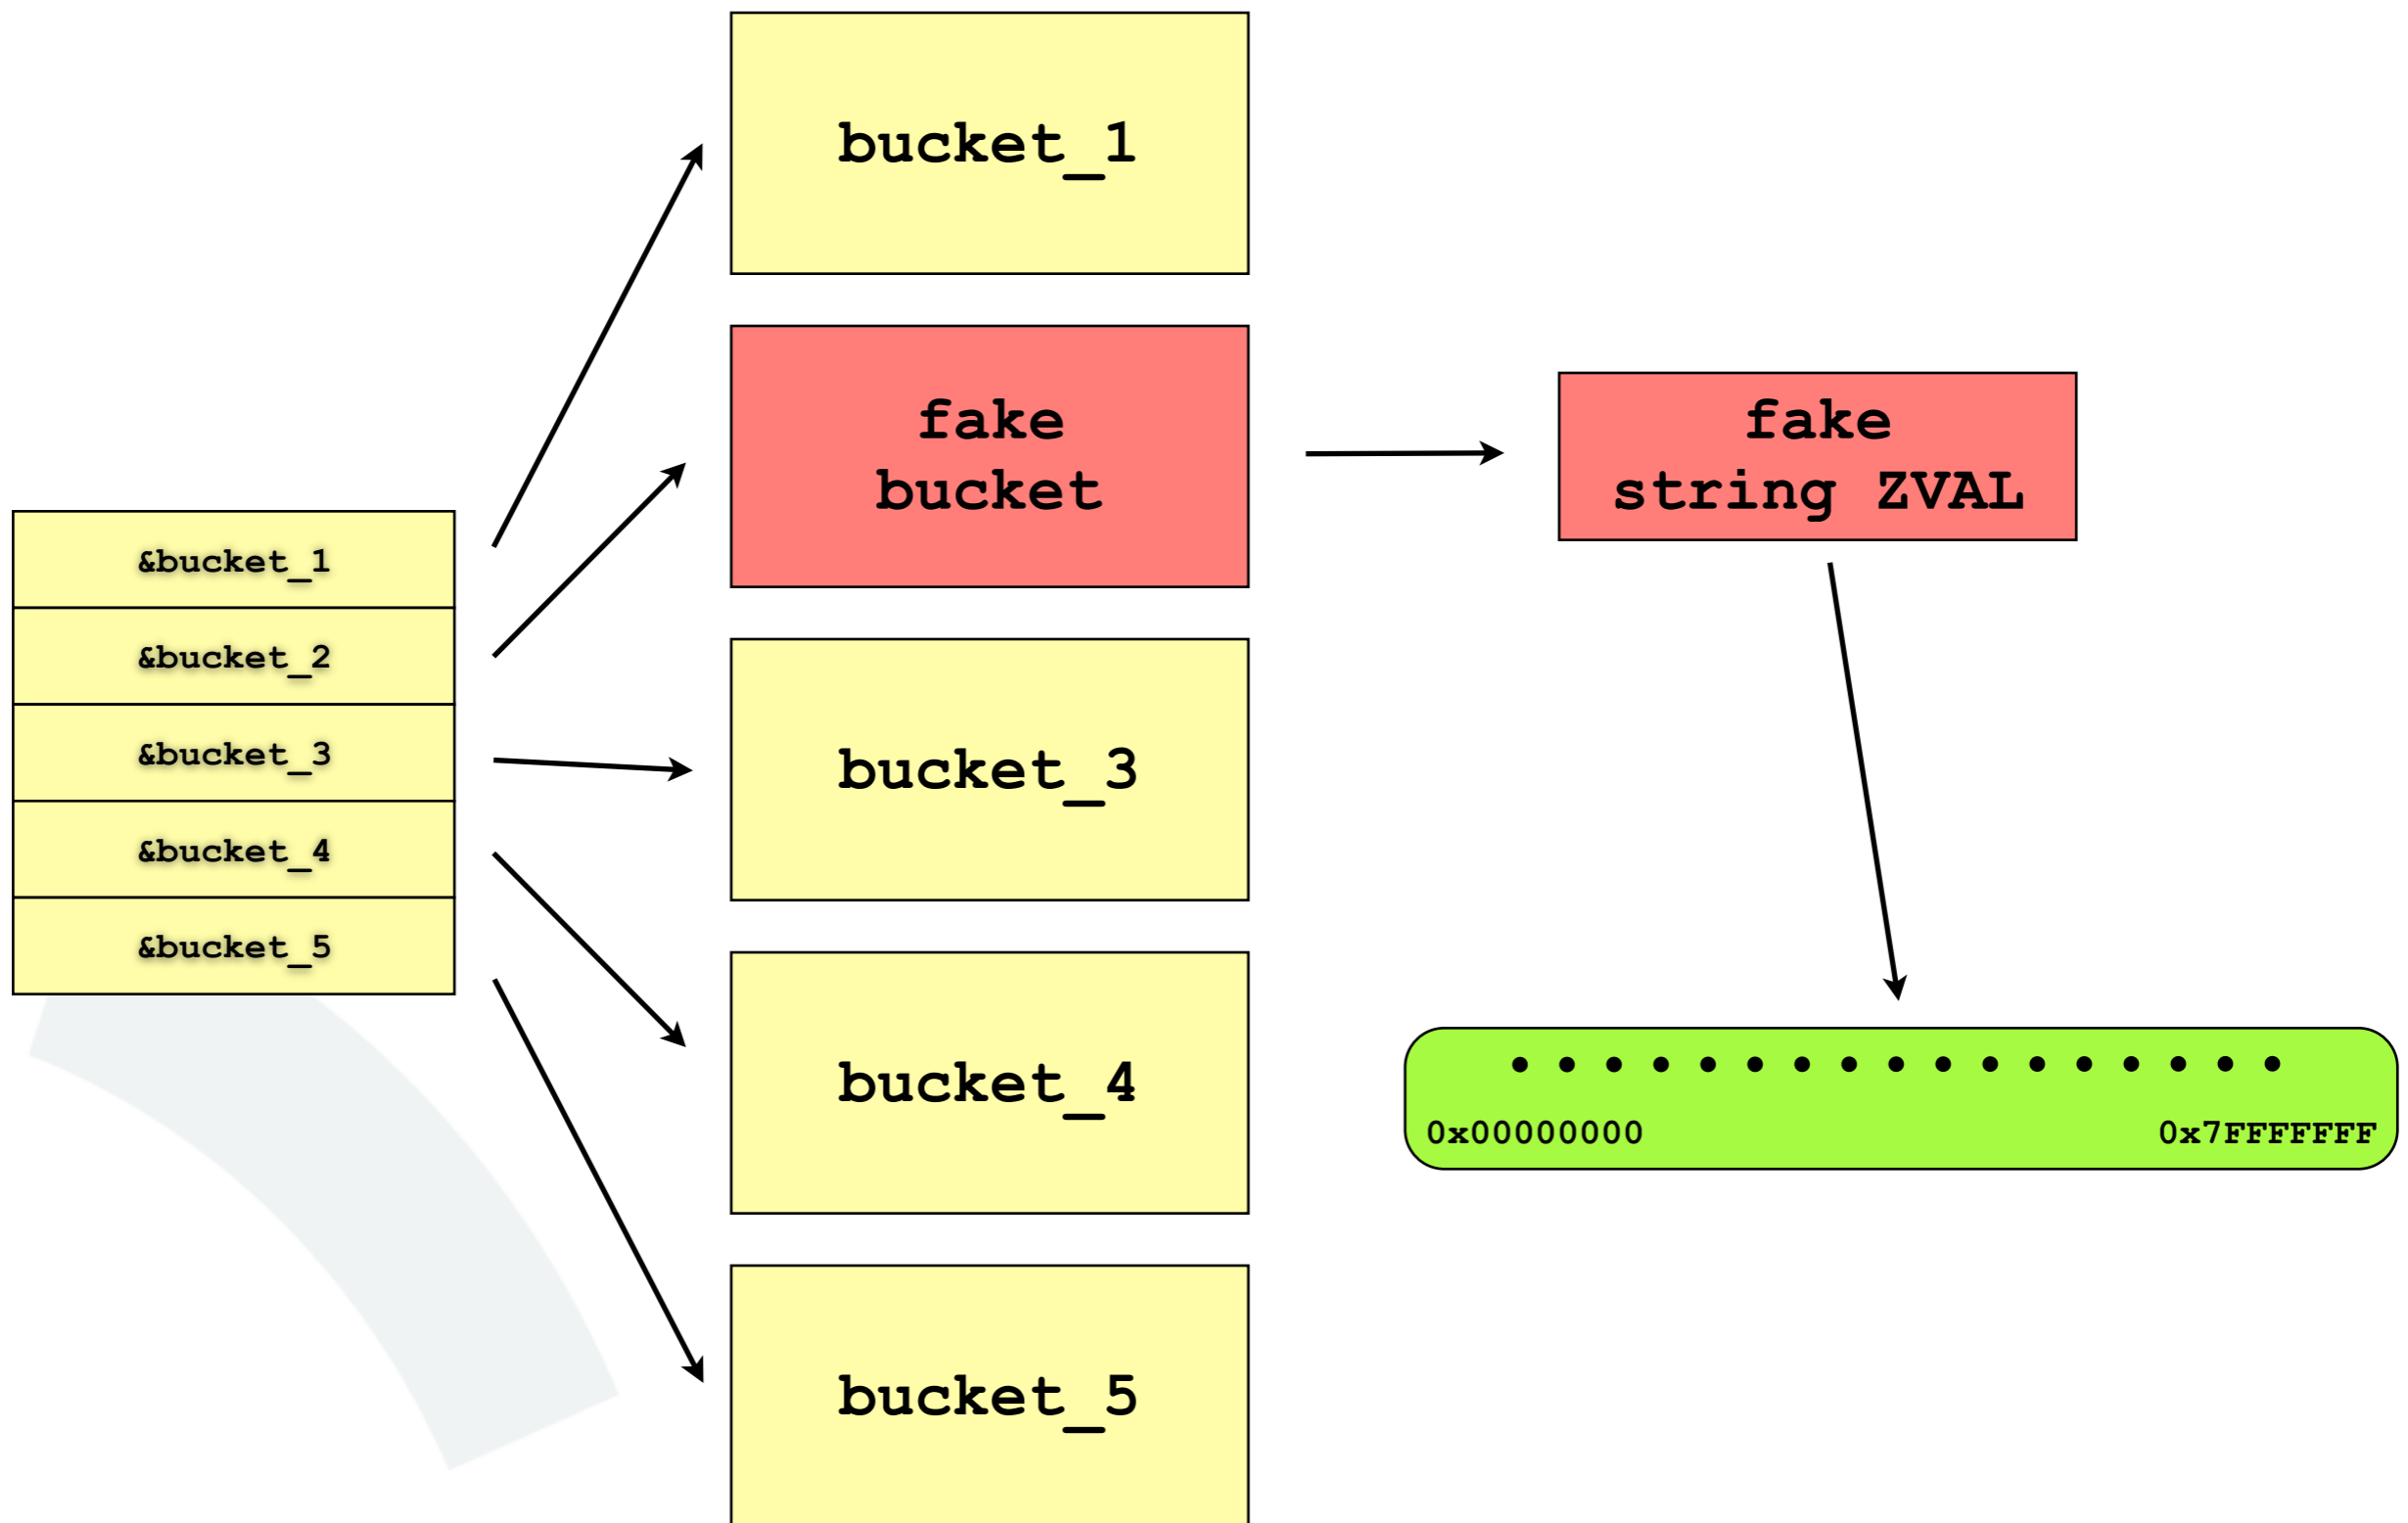 &bucket_1
&bucket_2
&bucket_3
&bucket_4
&bucket_5
bucket_1
fake
bucket
bucket_3
bucket_4
bucket_5
fake
string ZVAL
0x00000000
0x7FFFFFFF